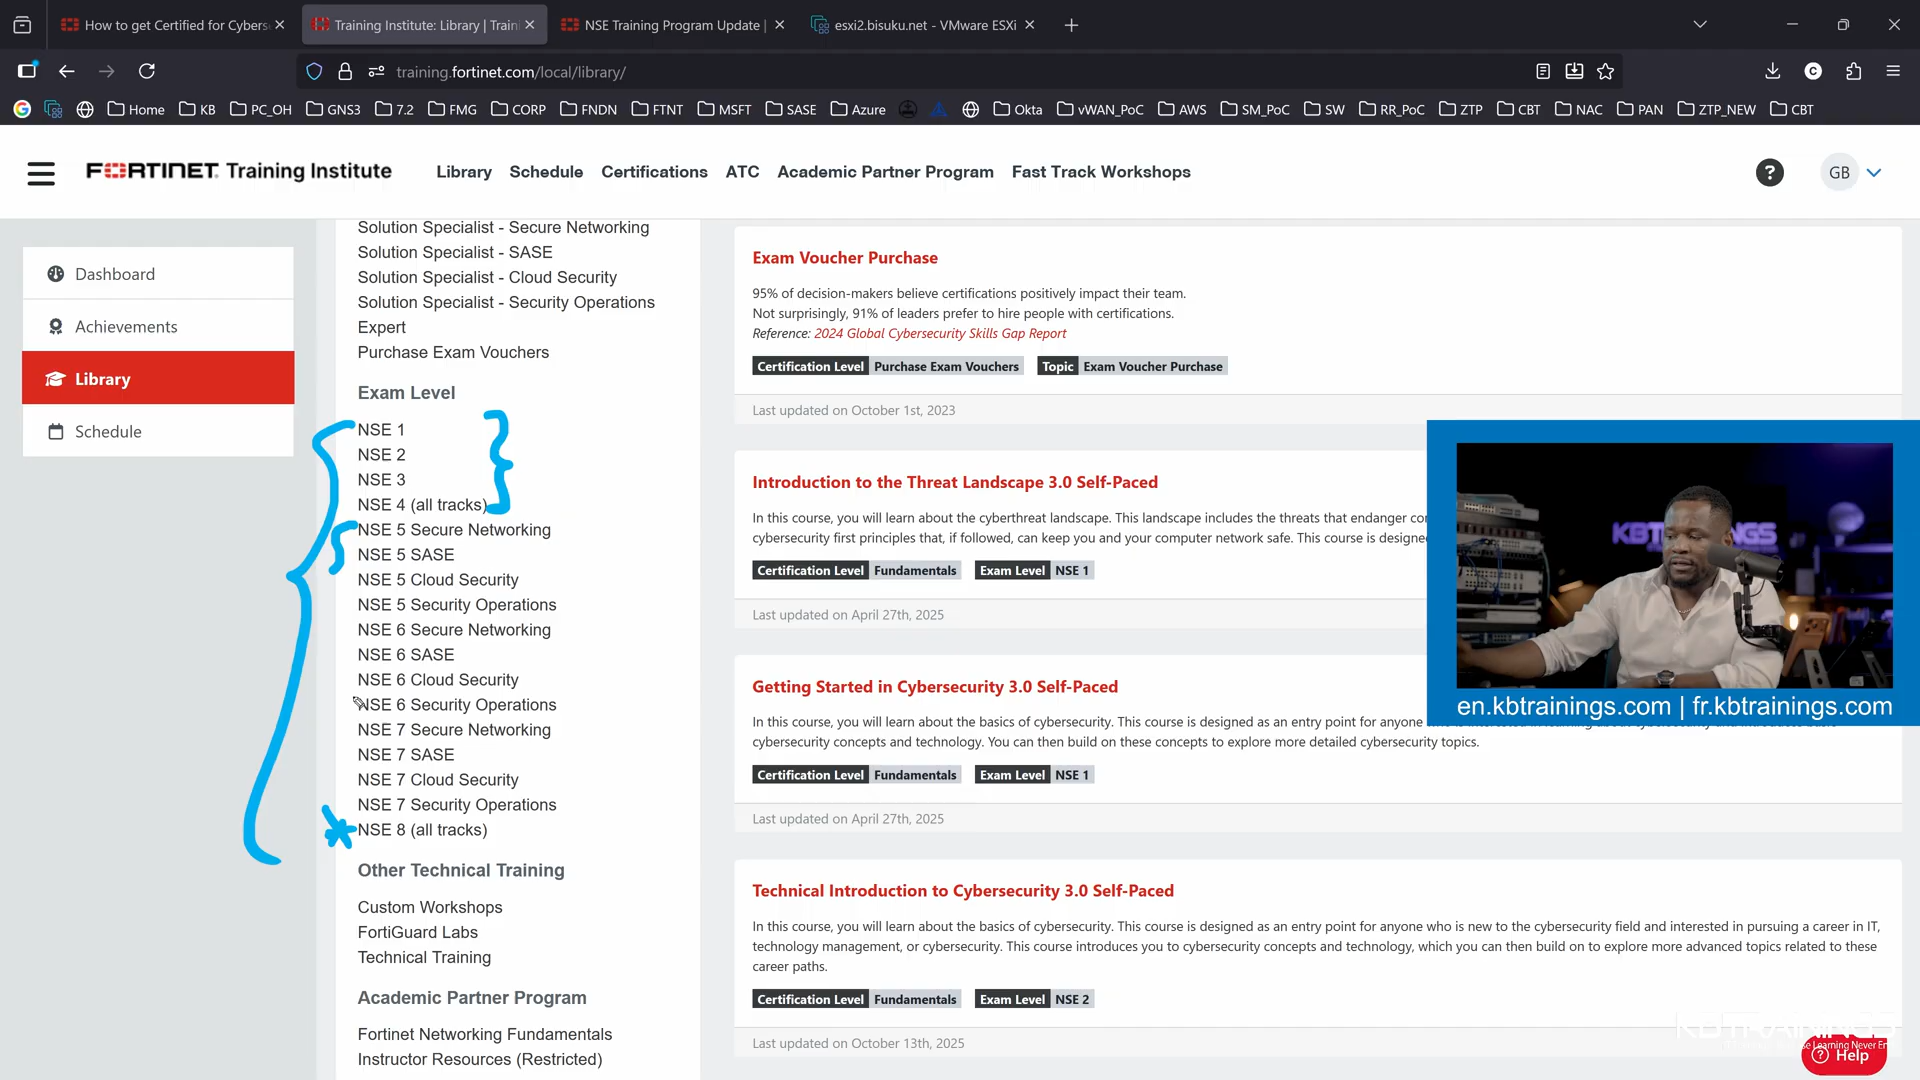 How to get Certified for Cybers
Training Institute: Library | Train
NSE Training Program Update |
esxi2.bisuku.net - VMware ESXi
training.fortinet.com/local/library/
Home
KB
PC_OH
GNS3
7.2
FMG
CORP
FNDN
FTNT
MSFT
SASE
Azure
Okta
vWAN_PoC
AWS
SM_PoC
SW
RR_PoC
ZTP
CBT
NAC
PAN
ZTP_NEW
CBT
FORTINET Training Institute
Library
Schedule
Certifications
ATC
Academic Partner Program
Fast Track Workshops
?
GB
Dashboard
Achievements
Library
Schedule
Solution Specialist - Secure Networking
Solution Specialist - SASE
Solution Specialist - Cloud Security
Solution Specialist - Security Operations
Expert
Purchase Exam Vouchers
Exam Level
NSE 1
NSE 2
NSE 3
NSE 4 (all tracks)
NSE 5 Secure Networking
NSE 5 SASE
NSE 5 Cloud Security
NSE 5 Security Operations
NSE 6 Secure Networking
NSE 6 SASE
NSE 6 Cloud Security
NSE 6 Security Operations
NSE 7 Secure Networking
NSE 7 SASE
NSE 7 Cloud Security
NSE 7 Security Operations
NSE 8 (all tracks)
Other Technical Training
Custom Workshops
FortiGuard Labs
Technical Training
Academic Partner Program
Fortinet Networking Fundamentals
Instructor Resources (Restricted)
Exam Voucher Purchase
95% of decision-makers believe certifications positively impact their team.
Not surprisingly, 91% of leaders prefer to hire people with certifications.
Reference: 2024 Global Cybersecurity Skills Gap Report
Certification Level Purchase Exam Vouchers Topic Exam Voucher Purchase
Last updated on October 1st, 2023
Introduction to the Threat Landscape 3.0 Self-Paced
In this course, you will learn about the cyberthreat landscape. This landscape includes the threats that endanger
cybersecurity first principles that, if followed, can keep you and your computer network safe. This course is
Certification Level Fundamentals Exam Level NSE 1
Last updated on April 27th, 2025
Getting Started in Cybersecurity 3.0 Self-Paced
In this course, you will learn about the basics of cybersecurity. This course is designed as an entry point for anyone
cybersecurity concepts and technology. You can then build on these concepts to explore more detailed cybersecurity topics.
Certification Level Fundamentals Exam Level NSE 1
Last updated on April 27th, 2025
Technical Introduction to Cybersecurity 3.0 Self-Paced
In this course, you will learn about the basics of cybersecurity. This course is designed as an entry point for anyone who is new to the cybersecurity field and interested in pursuing a career in IT,
technology management, or cybersecurity. This course introduces you to cybersecurity concepts and technology, which you can then build on to explore more advanced topics related to these
career paths.
Certification Level Fundamentals Exam Level NSE 2
Last updated on October 13th, 2025
KBTRAININGS
en.kbtrainings.com | fr.kbtrainings.com
KBTRAININGS
Learning Never
Help